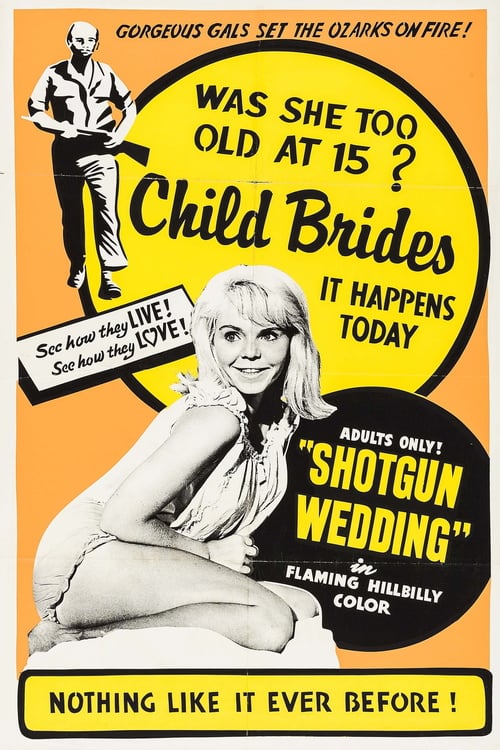 GORGEOUS GALS SET THE OZARKS ON FIRE!
WAS SHE TOO
OLD AT 15?
Child Brides
IT HAPPENS
TODAY
See how they LIVE!
See how they LOVE!
ADULTS ONLY!
"SHOTGUN
WEDDING"
in
FLAMING HILLBILLY
COLOR
NOTHING LIKE IT EVER BEFORE!